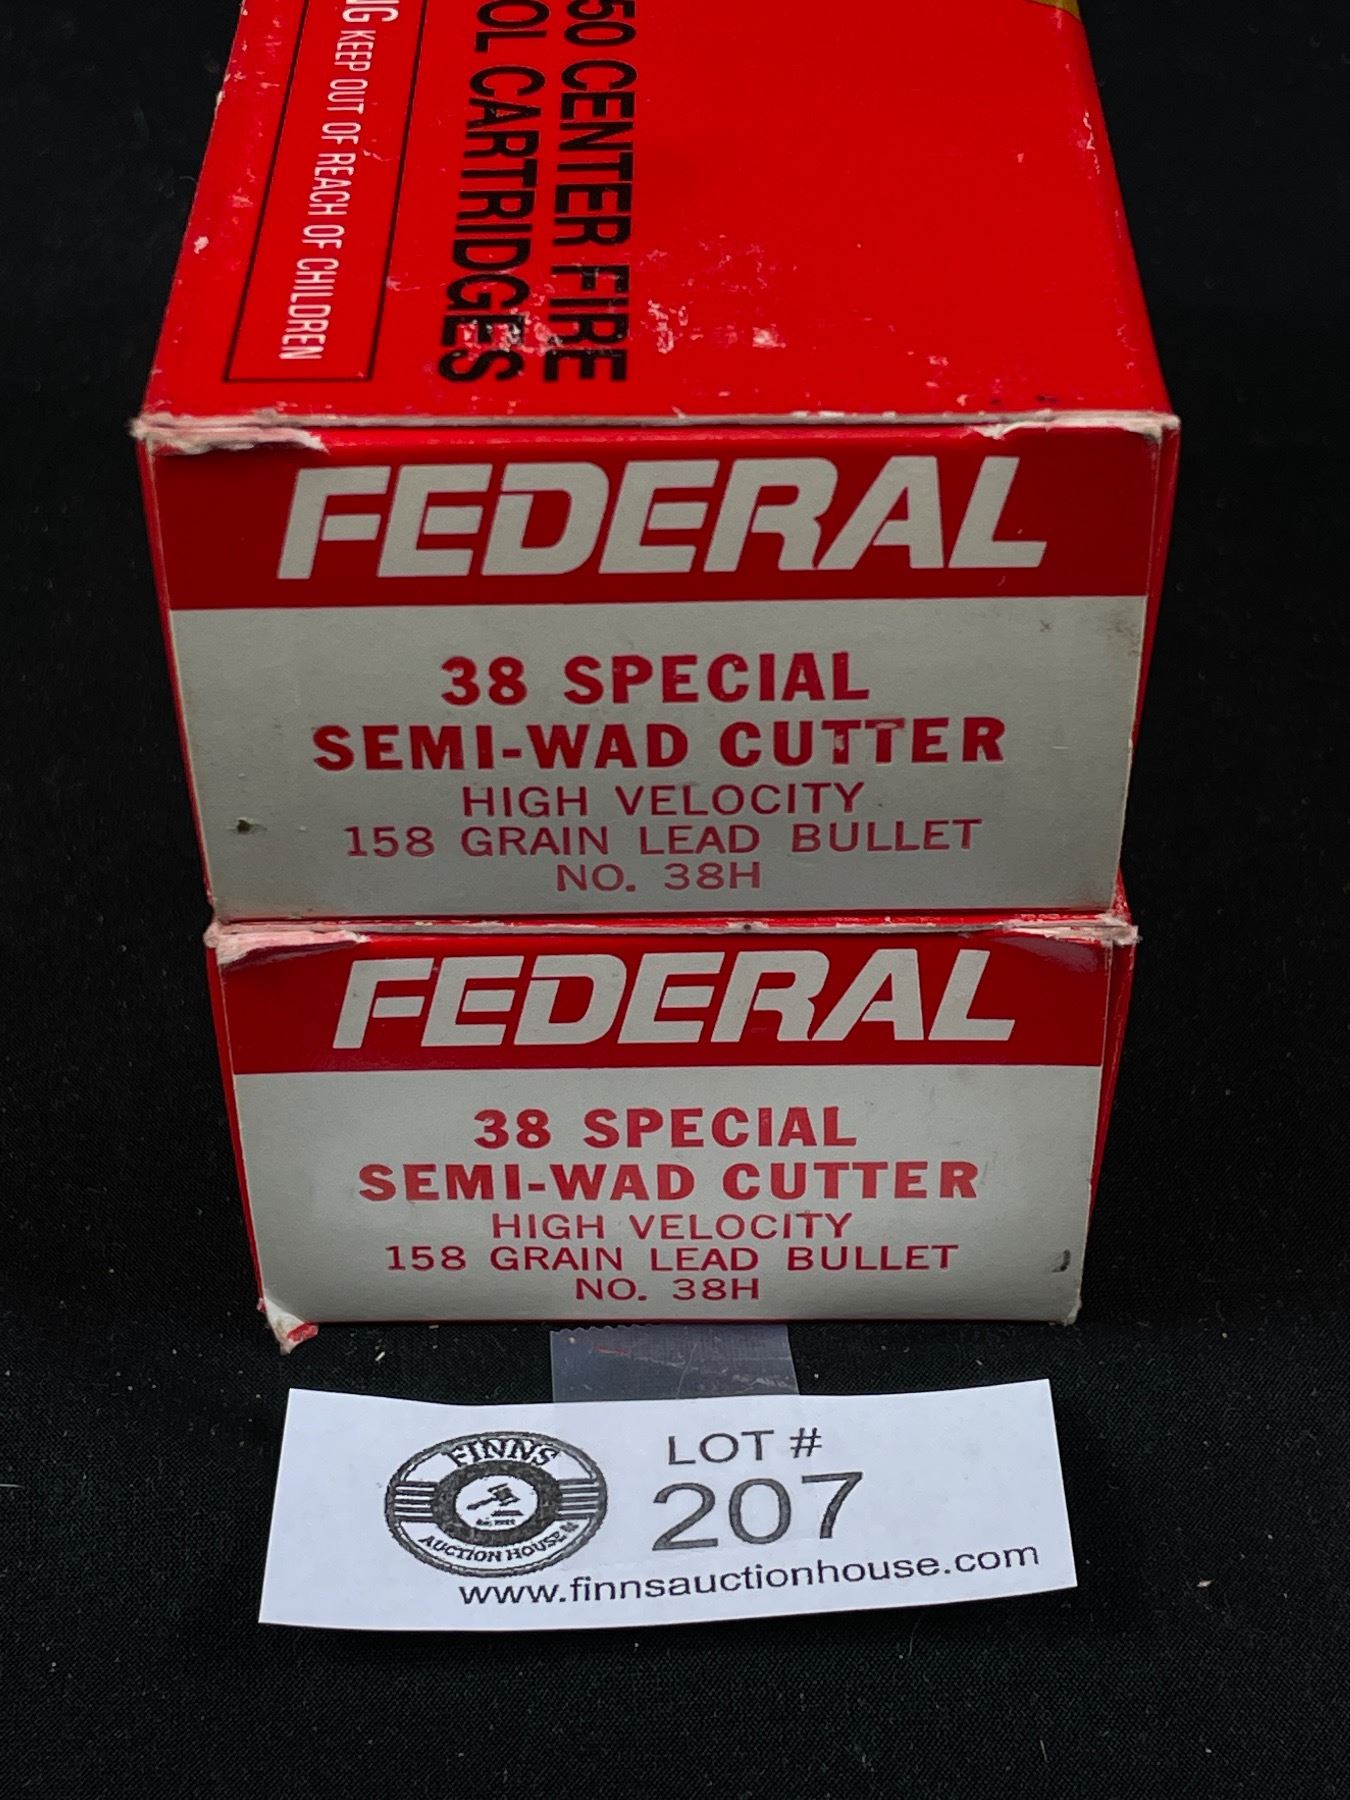 KEEP OUT OF REACH OF CHILDREN
50 CENTER FIRE
CARTRIDGES
FEDERAL
38 SPECIAL
SEMI-WAD CUTTER
HIGH VELOCITY
158 GRAIN LEAD BULLET
NO. 38H
FEDERAL
38 SPECIAL
SEMI-WAD CUTTER
HIGH VELOCITY
158 GRAIN LEAD BULLET
NO. 38H
FINNS
AUCTION HOUSE
LOT #
207
www.finnsauctionhouse.com